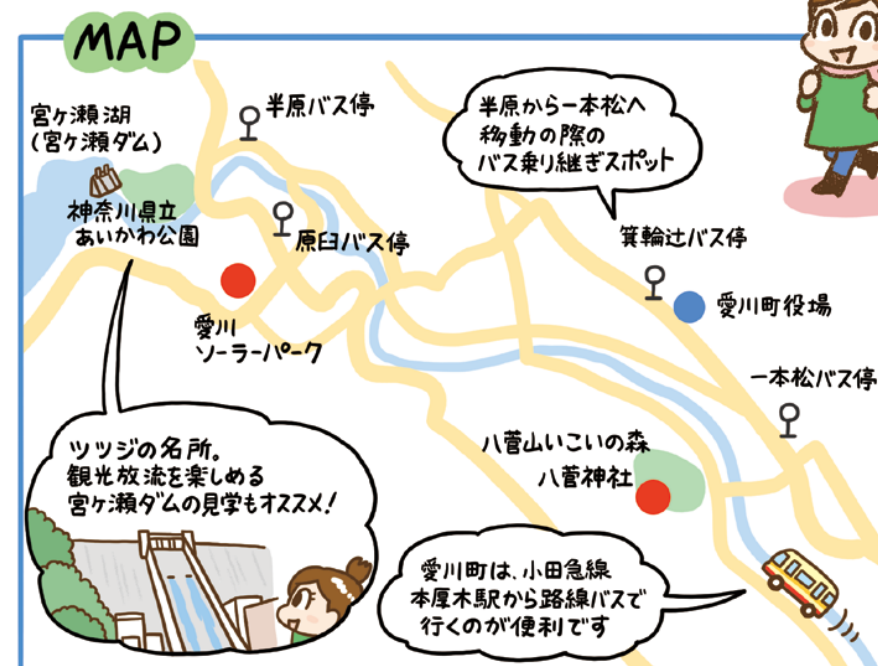 MAP
宮ヶ瀬湖
(宮ヶ瀬ダム)
半原バス停
半原から一本松へ
移動の際の
バス乗り継ぎスポット
神奈川県立
あいかわ公園
原臼バス停
箕輪辻バス停
愛川町役場
愛川
ソーラーパーク
一本松バス停
ツツジの名所。
観光放流を楽しめる
宮ヶ瀬ダムの見学もオススメ!
八菅山いこいの森
八菅神社
愛川町は、小田急線
本厚木駅から路線バスで
行くのが便利です